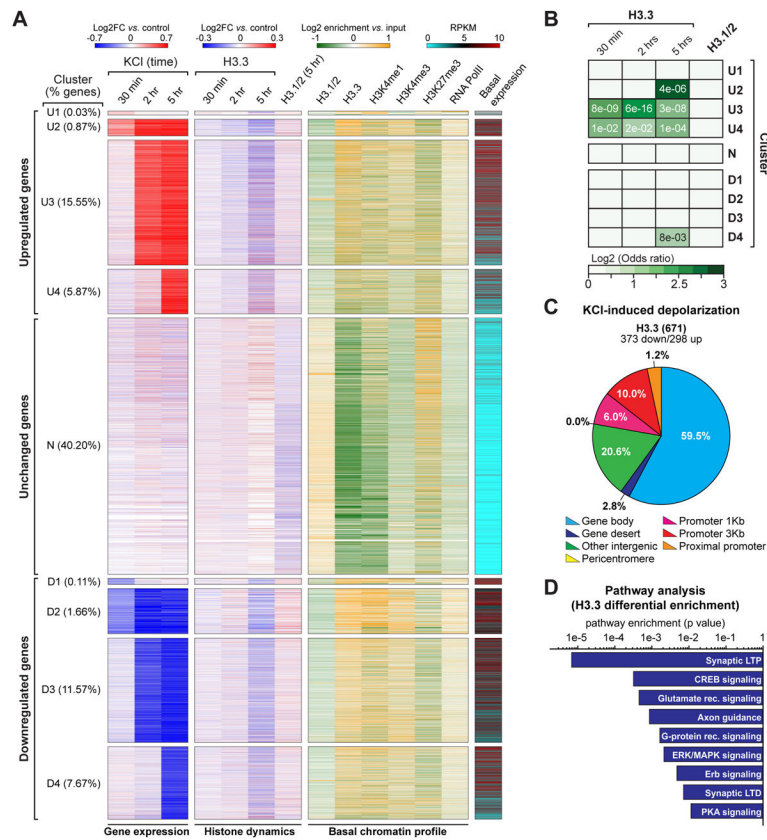 A
Log2FC vs. control
-0.7 0.7
Log2FC vs. control
-0.3 0.3
Log2 enrichment vs. input
-1 0 1
RPKM
0 5 10
Cluster
(% genes)
KCl (time)
30 min
2 hr
5 hr
H3.3
30 min
2 hr
5 hr
H3.1/2 (5 hr)
H3.1/2
H3.3
H3K4me1
H3K4me3
H3K27me3
RNA PolII
Basal
expression
Upregulated genes
U1 (0.03%)
U2 (0.87%)
U3 (15.55%)
U4 (5.87%)
Unchanged genes
N (40.20%)
Downregulated genes
D1 (0.11%)
D2 (1.66%)
D3 (11.57%)
D4 (7.67%)
Gene expression
Histone dynamics
Basal chromatin profile
B
H3.3
30 min
2 hrs
5 hrs
H3.1/2
U1
4e-06 U2
8e-09 6e-16 3e-08 U3
1e-02 2e-02 1e-04 U4
N
D1
D2
D3
8e-03 D4
Cluster
Log2 (Odds ratio)
0 1 1.5 2 2.5 3
C
KCl-induced depolarization
H3.3 (671)
373 down/298 up
1.2%
10.0%
6.0%
0.0%
59.5%
20.6%
2.8%
Gene body
Gene desert
Other intergenic
Pericentromere
Promoter 1Kb
Promoter 3Kb
Proximal promoter
D
Pathway analysis
(H3.3 differential enrichment)
pathway enrichment (p value)
1e-5 1e-4 1e-3 1e-2 1e-1 1
Synaptic LTP
CREB signaling
Glutamate rec. signaling
Axon guidance
G-protein rec. signaling
ERK/MAPK signaling
Erb signaling
Synaptic LTD
PKA signaling